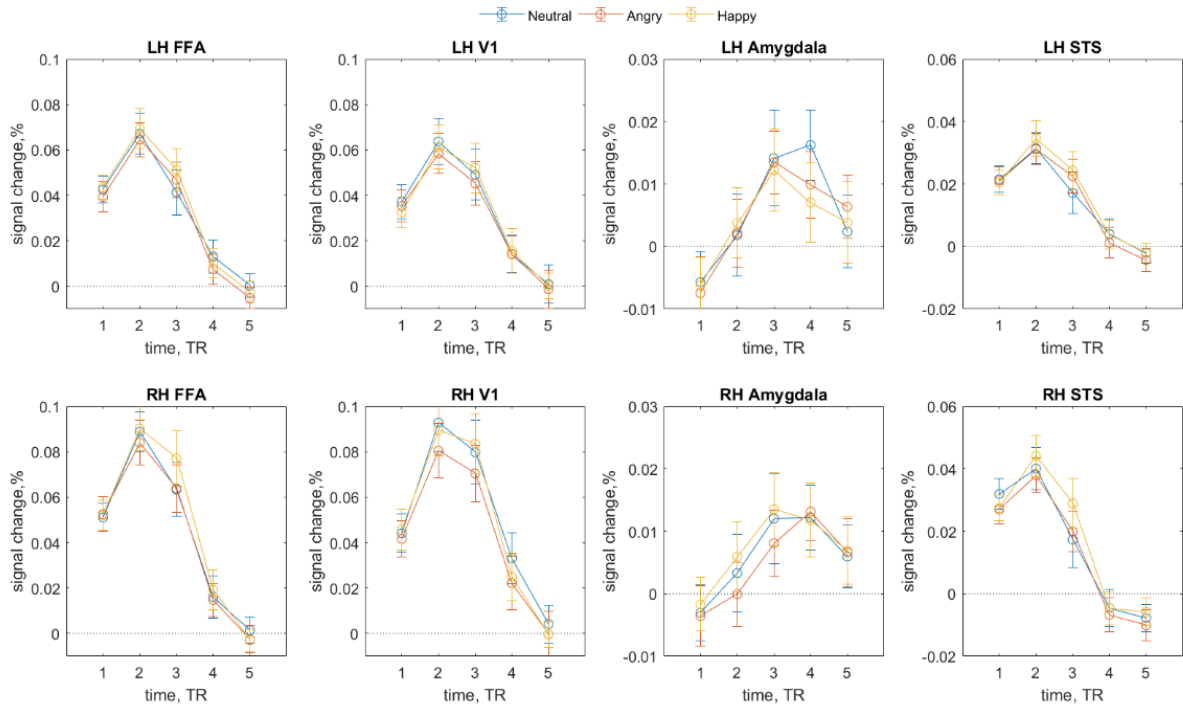 Neutral Angry Happy
LH FFA
signal change,%
0.1
0.08
0.06
0.04
0.02
0
1 2 3 4 5
time, TR
LH V1
signal change,%
0.1
0.08
0.06
0.04
0.02
0
1 2 3 4 5
time, TR
LH Amygdala
signal change,%
0.03
0.02
0.01
0
-0.01
1 2 3 4 5
time, TR
LH STS
signal change,%
0.06
0.04
0.02
0
-0.02
1 2 3 4 5
time, TR
RH FFA
signal change,%
0.1
0.08
0.06
0.04
0.02
0
1 2 3 4 5
time, TR
RH V1
signal change,%
0.1
0.08
0.06
0.04
0.02
0
1 2 3 4 5
time, TR
RH Amygdala
signal change,%
0.03
0.02
0.01
0
-0.01
1 2 3 4 5
time, TR
RH STS
signal change,%
0.06
0.04
0.02
0
-0.02
1 2 3 4 5
time, TR